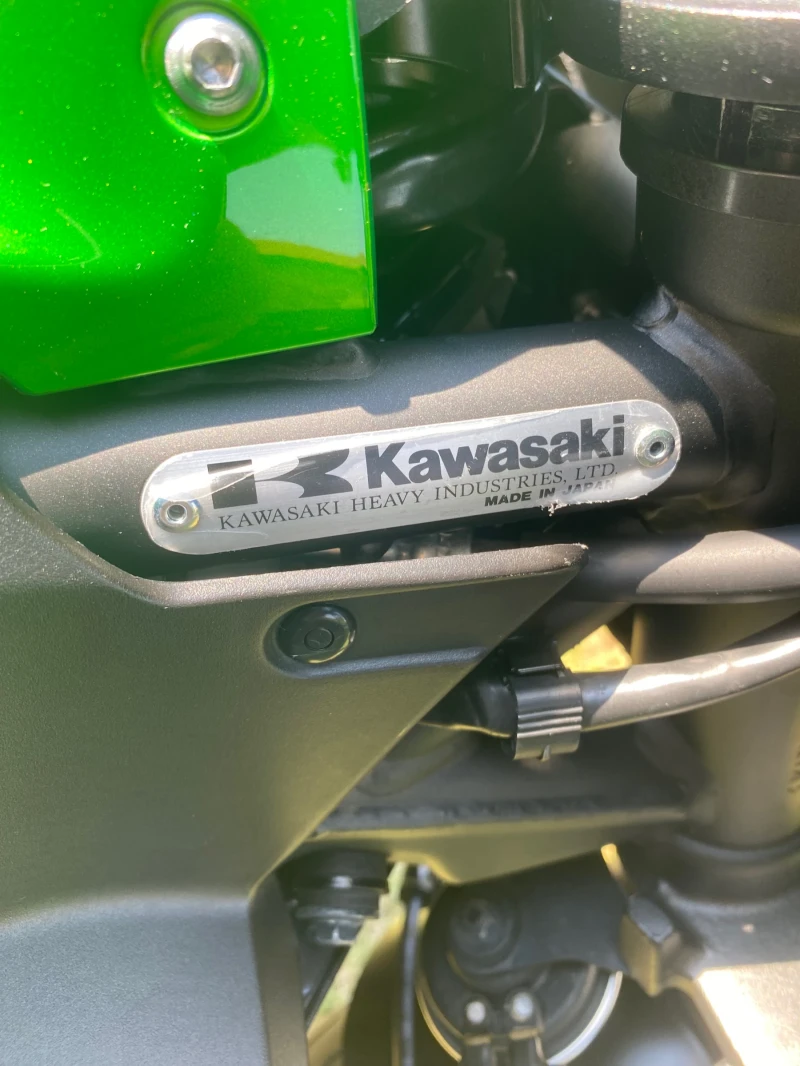 Kawasaki
KAWASAKI HEAVY INDUSTRIES, LTD.
MADE IN JAPAN